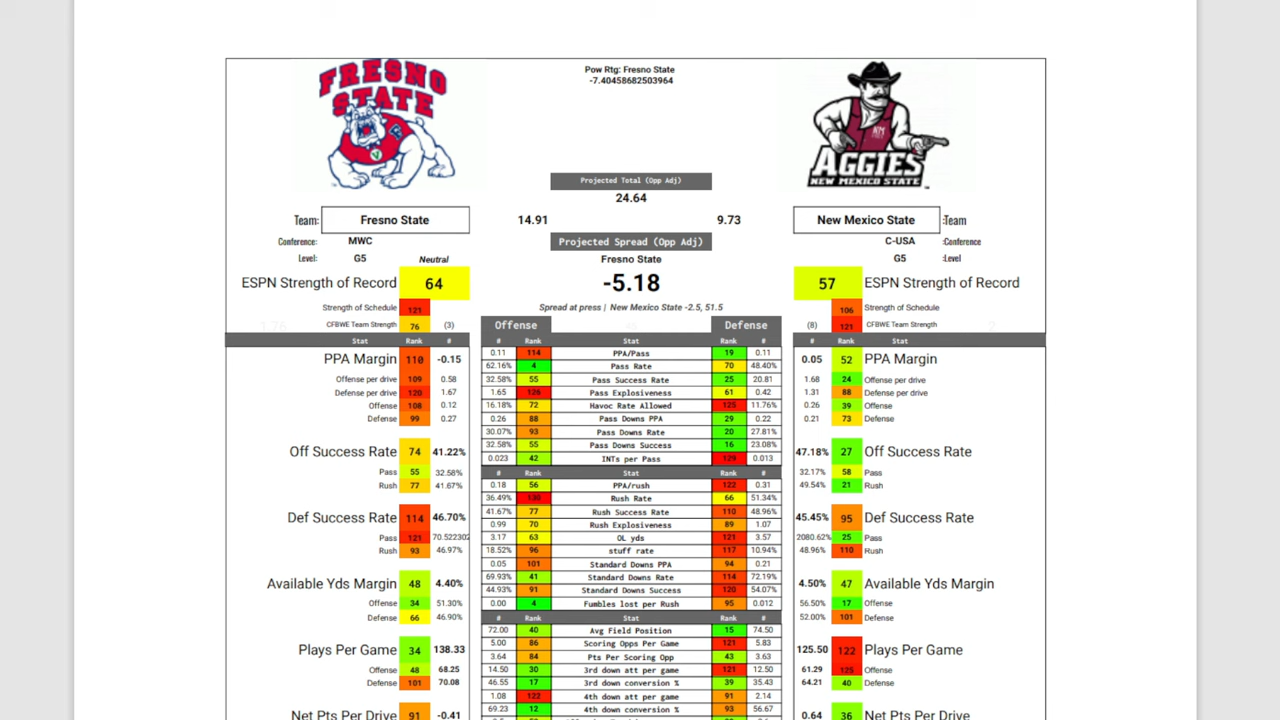 FRESNO
STATE
AGGIES
NEW MEXICO STATE
Pow Rtg: Fresno State
-7.40458682503964
Projected Total (Opp Adj)
24.64
Team: Fresno State 14.91 9.73 New Mexico State :Team
Conference: MWC Projected Spread (Opp Adj) C-USA :Conference
Level: G5 Neutral Fresno State G5 :Level
ESPN Strength of Record 64 -5.18 57 ESPN Strength of Record
Strength of Schedule 121 Spread at press | New Mexico State -2.5, 51.5 106 Strength of Schedule
CFBWE Team Strength 76 (3) Offense Defense (8) 121 CFBWE Team Strength
Stat Rank # # Rank Stat Rank # # Rank Stat
PPA Margin 110 -0.15 0.05 52 PPA Margin
Offense per drive 109 0.58 1.68 24 Offense per drive
Defense per drive 120 1.67 1.31 88 Defense per drive
Offense 108 0.12 0.26 39 Offense
Defense 99 0.27 0.21 73 Defense
Off Success Rate 74 41.22% 47.18% 27 Off Success Rate
Pass 55 32.58% 32.17% 58 Pass
Rush 77 41.67% 49.54% 21 Rush
Def Success Rate 114 46.70% 45.45% 95 Def Success Rate
Pass 121 70.522302 2080.62% 25 Pass
Rush 93 46.97% 48.96% 110 Rush
Available Yds Margin 48 4.40% 4.50% 47 Available Yds Margin
Offense 34 51.30% 56.50% 17 Offense
Defense 66 46.90% 52.00% 101 Defense
Plays Per Game 34 138.33 125.50 122 Plays Per Game
Offense 48 68.25 61.29 125 Offense
Defense 101 70.08 64.21 40 Defense
Net Pts Per Drive 91 -0.41 0.64 36 Net Pts Per Drive
0.11 114 PPA/Pass 19 0.11
62.16% 4 Pass Rate 70 48.40%
32.58% 55 Pass Success Rate 25 20.81
1.65 126 Pass Explosiveness 61 0.42
16.18% 72 Havoc Rate Allowed 125 11.76%
0.26 88 Pass Downs PPA 29 0.22
30.07% 93 Pass Downs Rate 20 27.81%
32.58% 55 Pass Downs Success 16 23.08%
0.023 42 INTs per Pass 129 0.013
# Rank Stat Rank #
0.18 56 PPA/rush 122 0.31
36.49% 130 Rush Rate 66 51.34%
41.67% 77 Rush Success Rate 110 48.96%
0.99 70 Rush Explosiveness 89 1.07
3.17 63 OL yds 121 3.57
18.52% 96 stuff rate 117 10.94%
0.05 101 Standard Downs PPA 94 0.21
69.93% 41 Standard Downs Rate 114 72.19%
44.93% 91 Standard Downs Success 120 54.07%
0.00 4 Fumbles lost per Rush 95 0.012
# Rank Stat Rank #
72.00 40 Avg Field Position 15 74.50
5.00 86 Scoring Opps Per Game 121 5.83
3.64 84 Pts Per Scoring Opp 43 3.63
14.50 30 3rd down att per game 121 12.50
46.55 17 3rd down conversion % 39 35.43
1.08 122 4th down att per game 91 2.14
69.23 12 4th down conversion % 93 56.67